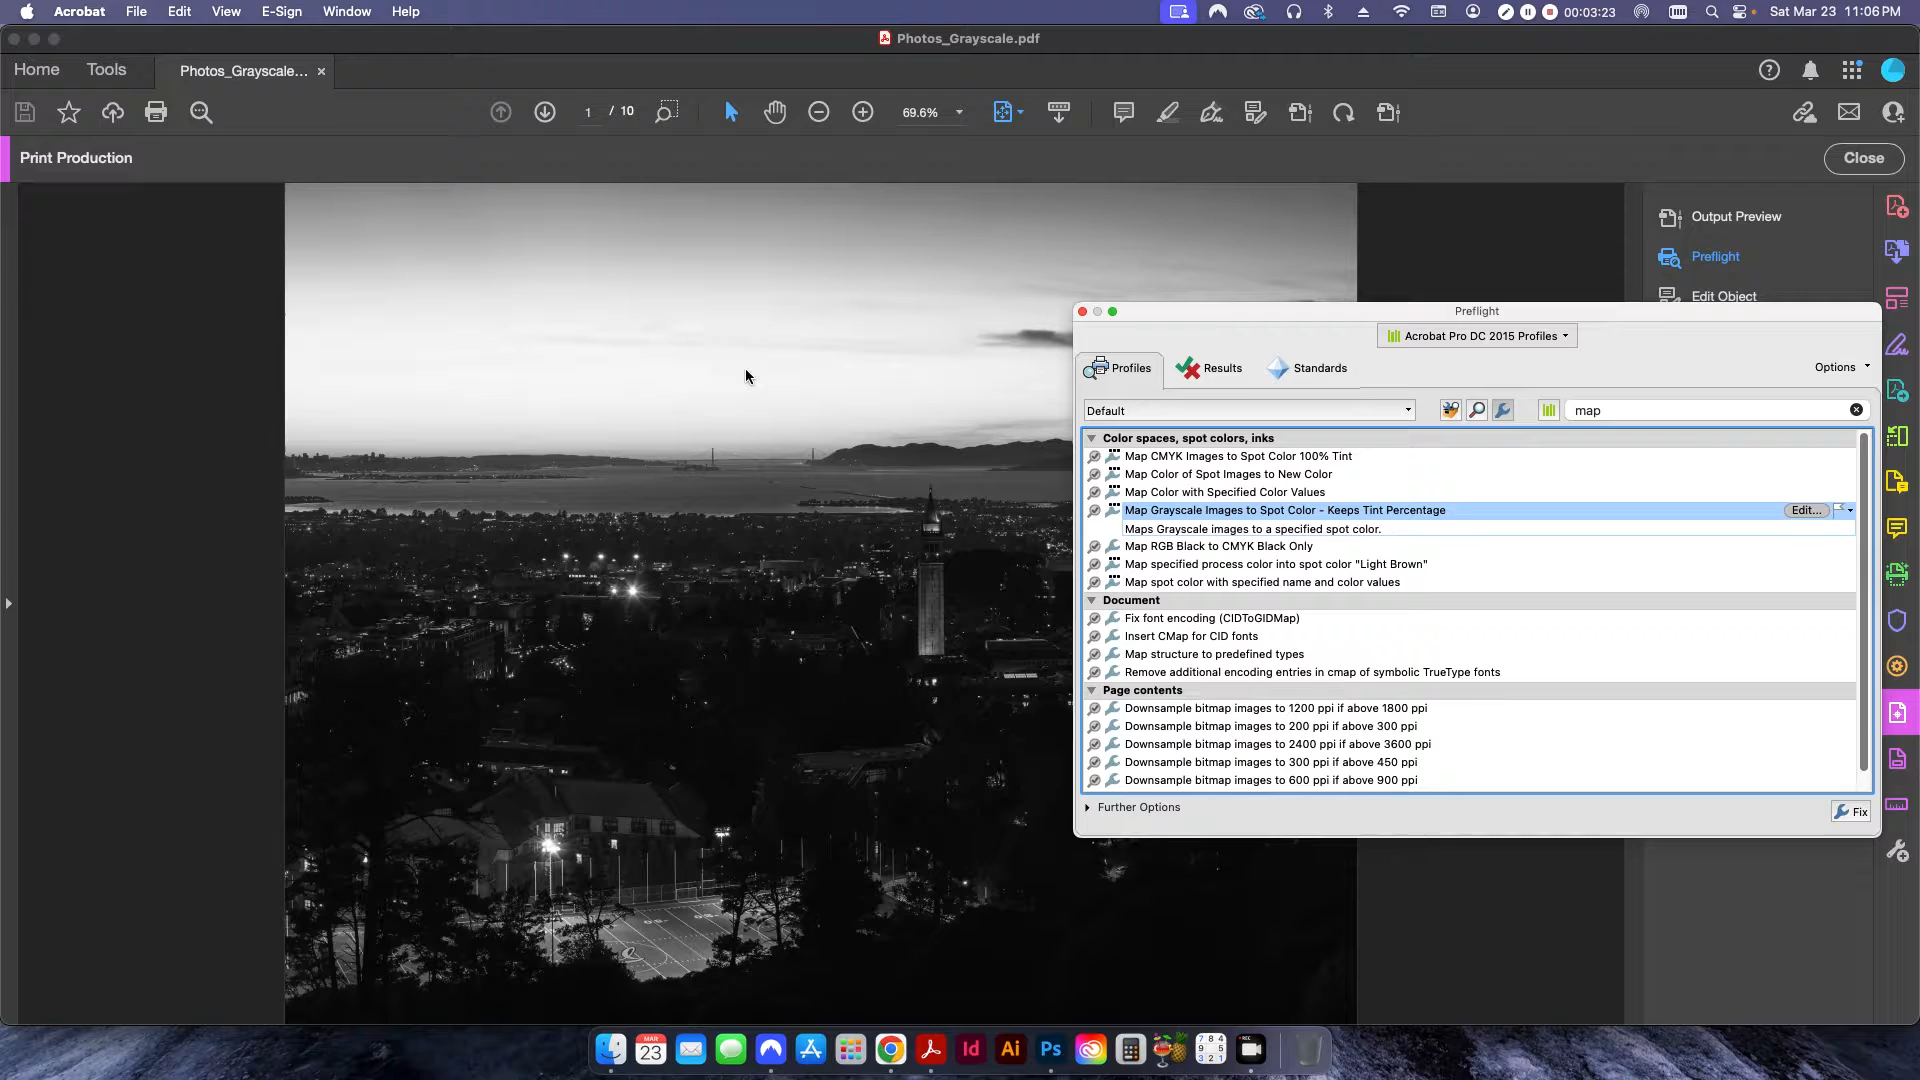 Acrobat File Edit View E-Sign Window Help 00:03:23 Sat Mar 23 11:06 PM
Photos_Grayscale.pdf
Home Tools Photos_Grayscale... ×
1 / 10 69.6%
Print Production Close
Output Preview
Preflight
Edit Object
Preflight
Acrobat Pro DC 2015 Profiles
Profiles Results Standards Options
Default map
Color spaces, spot colors, inks
Map CMYK Images to Spot Color 100% Tint
Map Color of Spot Images to New Color
Map Color with Specified Color Values
Map Grayscale Images to Spot Color - Keeps Tint Percentage Edit...
Maps Grayscale images to a specified spot color.
Map RGB Black to CMYK Black Only
Map specified process color into spot color "Light Brown"
Map spot color with specified name and color values
Document
Fix font encoding (CIDToGIDMap)
Insert CMap for CID fonts
Map structure to predefined types
Remove additional encoding entries in cmap of symbolic TrueType fonts
Page contents
Downsample bitmap images to 1200 ppi if above 1800 ppi
Downsample bitmap images to 200 ppi if above 300 ppi
Downsample bitmap images to 2400 ppi if above 3600 ppi
Downsample bitmap images to 300 ppi if above 450 ppi
Downsample bitmap images to 600 ppi if above 900 ppi
Further Options
Fix
MAR
23
Id Ai Ps